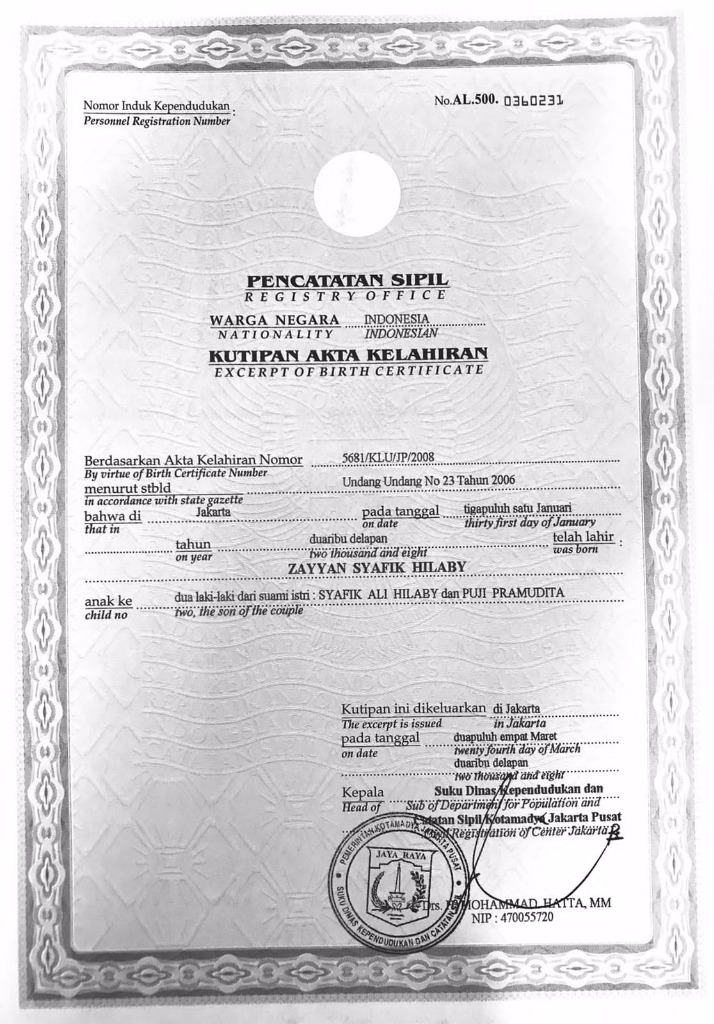 No.AL.500. 0360231
Nomor Induk Kependudukan :
Personnel Registration Number
PENCATATAN SIPIL
REGISTRY OFFICE
WARGA NEGARA INDONESIA
NATIONALITY INDONESIAN
KUTIPAN AKTA KELAHIRAN
EXCERPT OF BIRTH CERTIFICATE
Berdasarkan Akta Kelahiran Nomor 5681/KLU/JP/2008
By virtue of Birth Certificate Number
menurut stbld Undang Undang No 23 Tahun 2006
in accordance with state gazette
bahwa di Jakarta pada tanggal tigapuluh satu Januari
that in on date thirty first day of January
tahun duaribu delapan telah lahir :
on year two thousand and eight was born
ZAYYAN SYAFIK HILABY
anak ke dua laki-laki dari suami istri : SYAFIK ALI HILABY dan PUJI PRAMUDITA
child no two, the son of the couple
Kutipan ini dikeluarkan di Jakarta
The excerpt is issued in Jakarta
pada tanggal duapuluh empat Maret
on date twenty fourth day of March
duaribu delapan
two thousand and eight
Kepala Suku Dinas Kependudukan dan
Head of Sub of Department for Population and
Catatan Sipil Kotamadya Jakarta Pusat
Civil Registration of Center Jakarta
PEMERINTAH KOTAMADYA JAKARTA PUSAT
JAYA RAYA
SUKU DINAS KEPENDUDUKAN DAN CATATAN SIPIL
Drs. MOHAMMAD HATTA, MM
NIP : 470055720